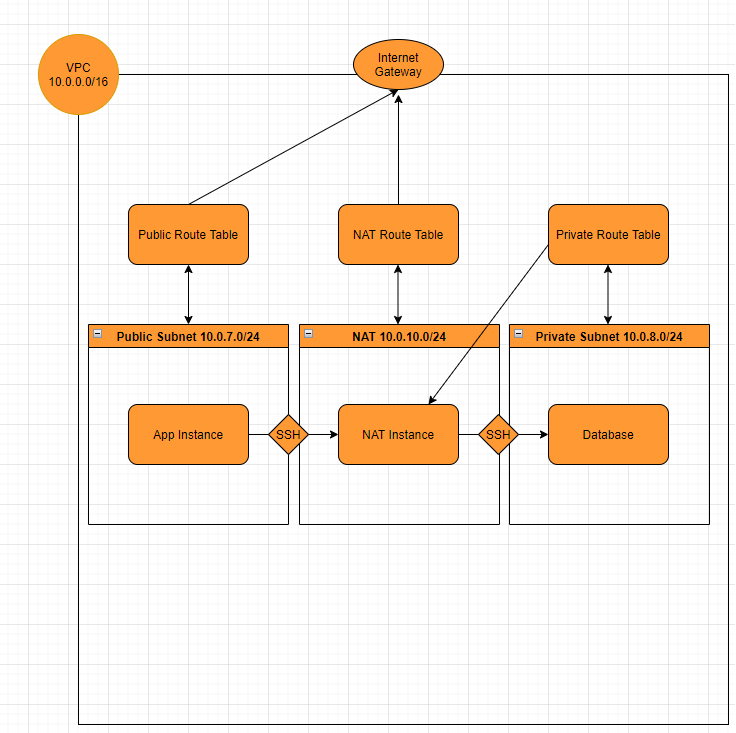 VPC
10.0.0.0/16
Internet
Gateway
Public Route Table
NAT Route Table
Private Route Table
Public Subnet 10.0.7.0/24
NAT 10.0.10.0/24
Private Subnet 10.0.8.0/24
App Instance
SSH
NAT Instance
SSH
Database